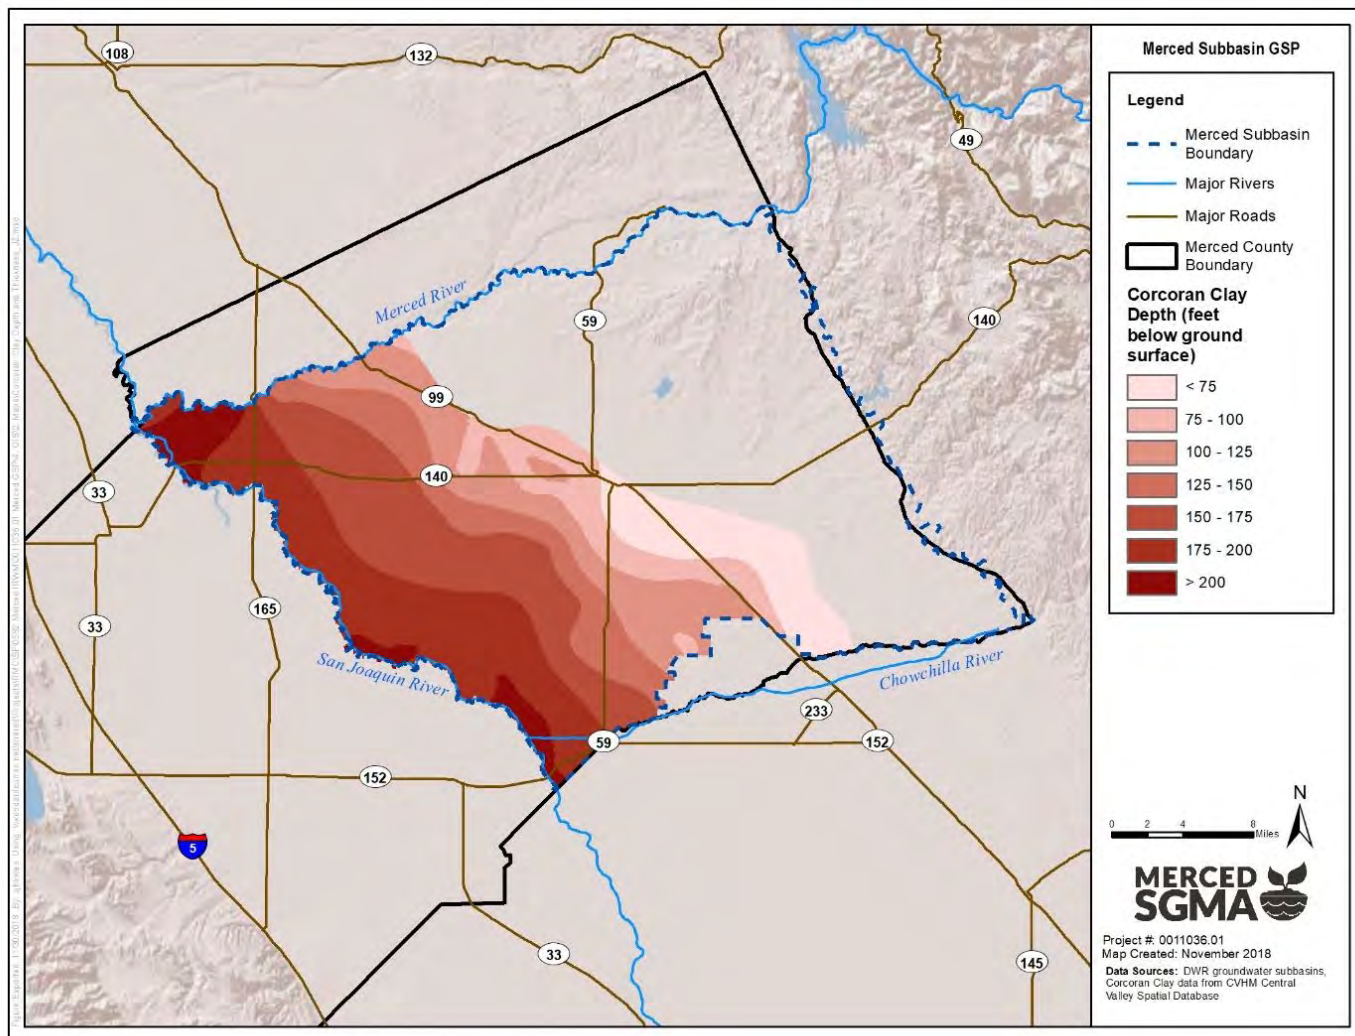 Merced Subbasin GSP
Legend
Merced Subbasin
Boundary
Major Rivers
Major Roads
Merced County
Boundary
Corcoran Clay
Depth (feet
below ground
surface)
< 75
75 - 100
100 - 125
125 - 150
150 - 175
175 - 200
> 200
108
132
49
Merced River
59
140
99
140
33
165
33
San Joaquin River
Chowchilla River
233
59
152
152
5
33
145
N
0 2 4 8
Miles
MERCED
SGMA
Project #: 0011036.01
Map Created: November 2018
Data Sources: DWR groundwater subbasins,
Corcoran Clay data from CVHM Central
Valley Spatial Database